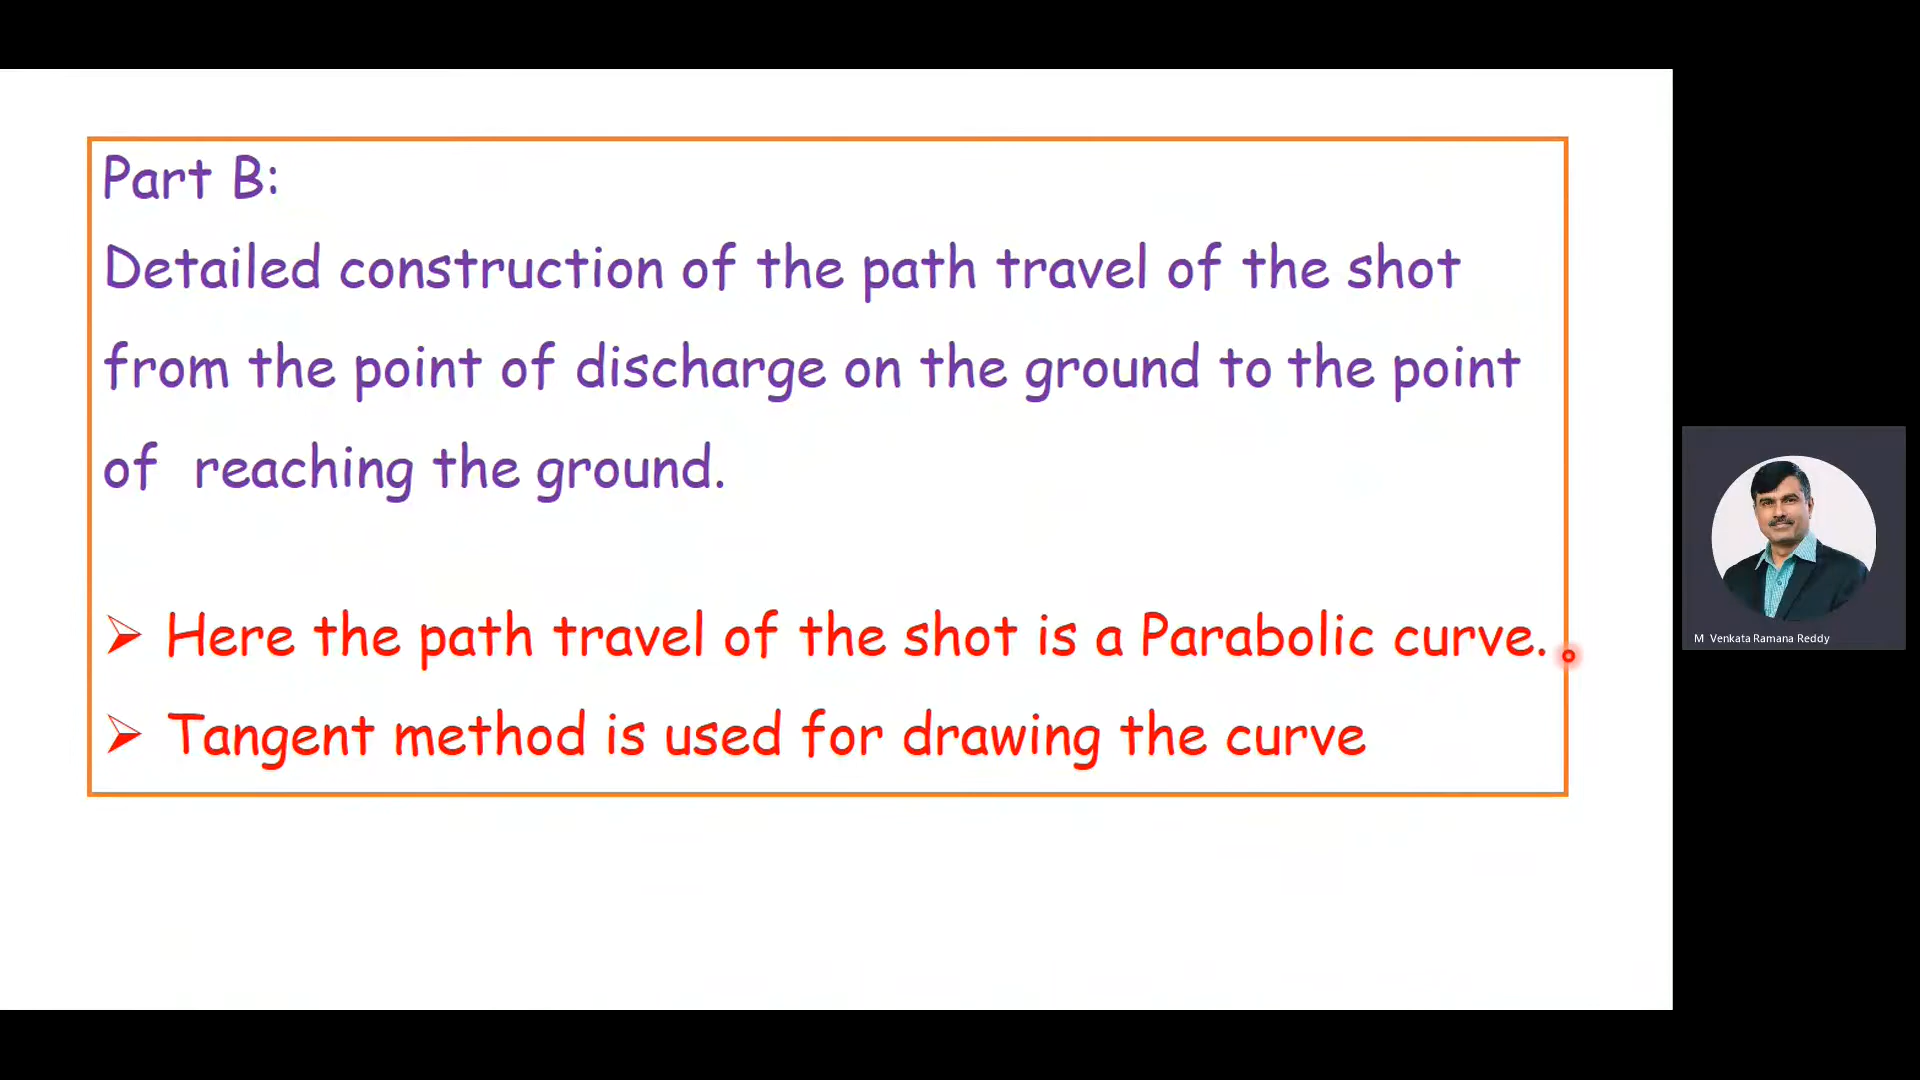 Part B:
Detailed construction of the path travel of the shot
from the point of discharge on the ground to the point
of reaching the ground.
➢ Here the path travel of the shot is a Parabolic curve.
➢ Tangent method is used for drawing the curve
M Venkata Ramana Reddy